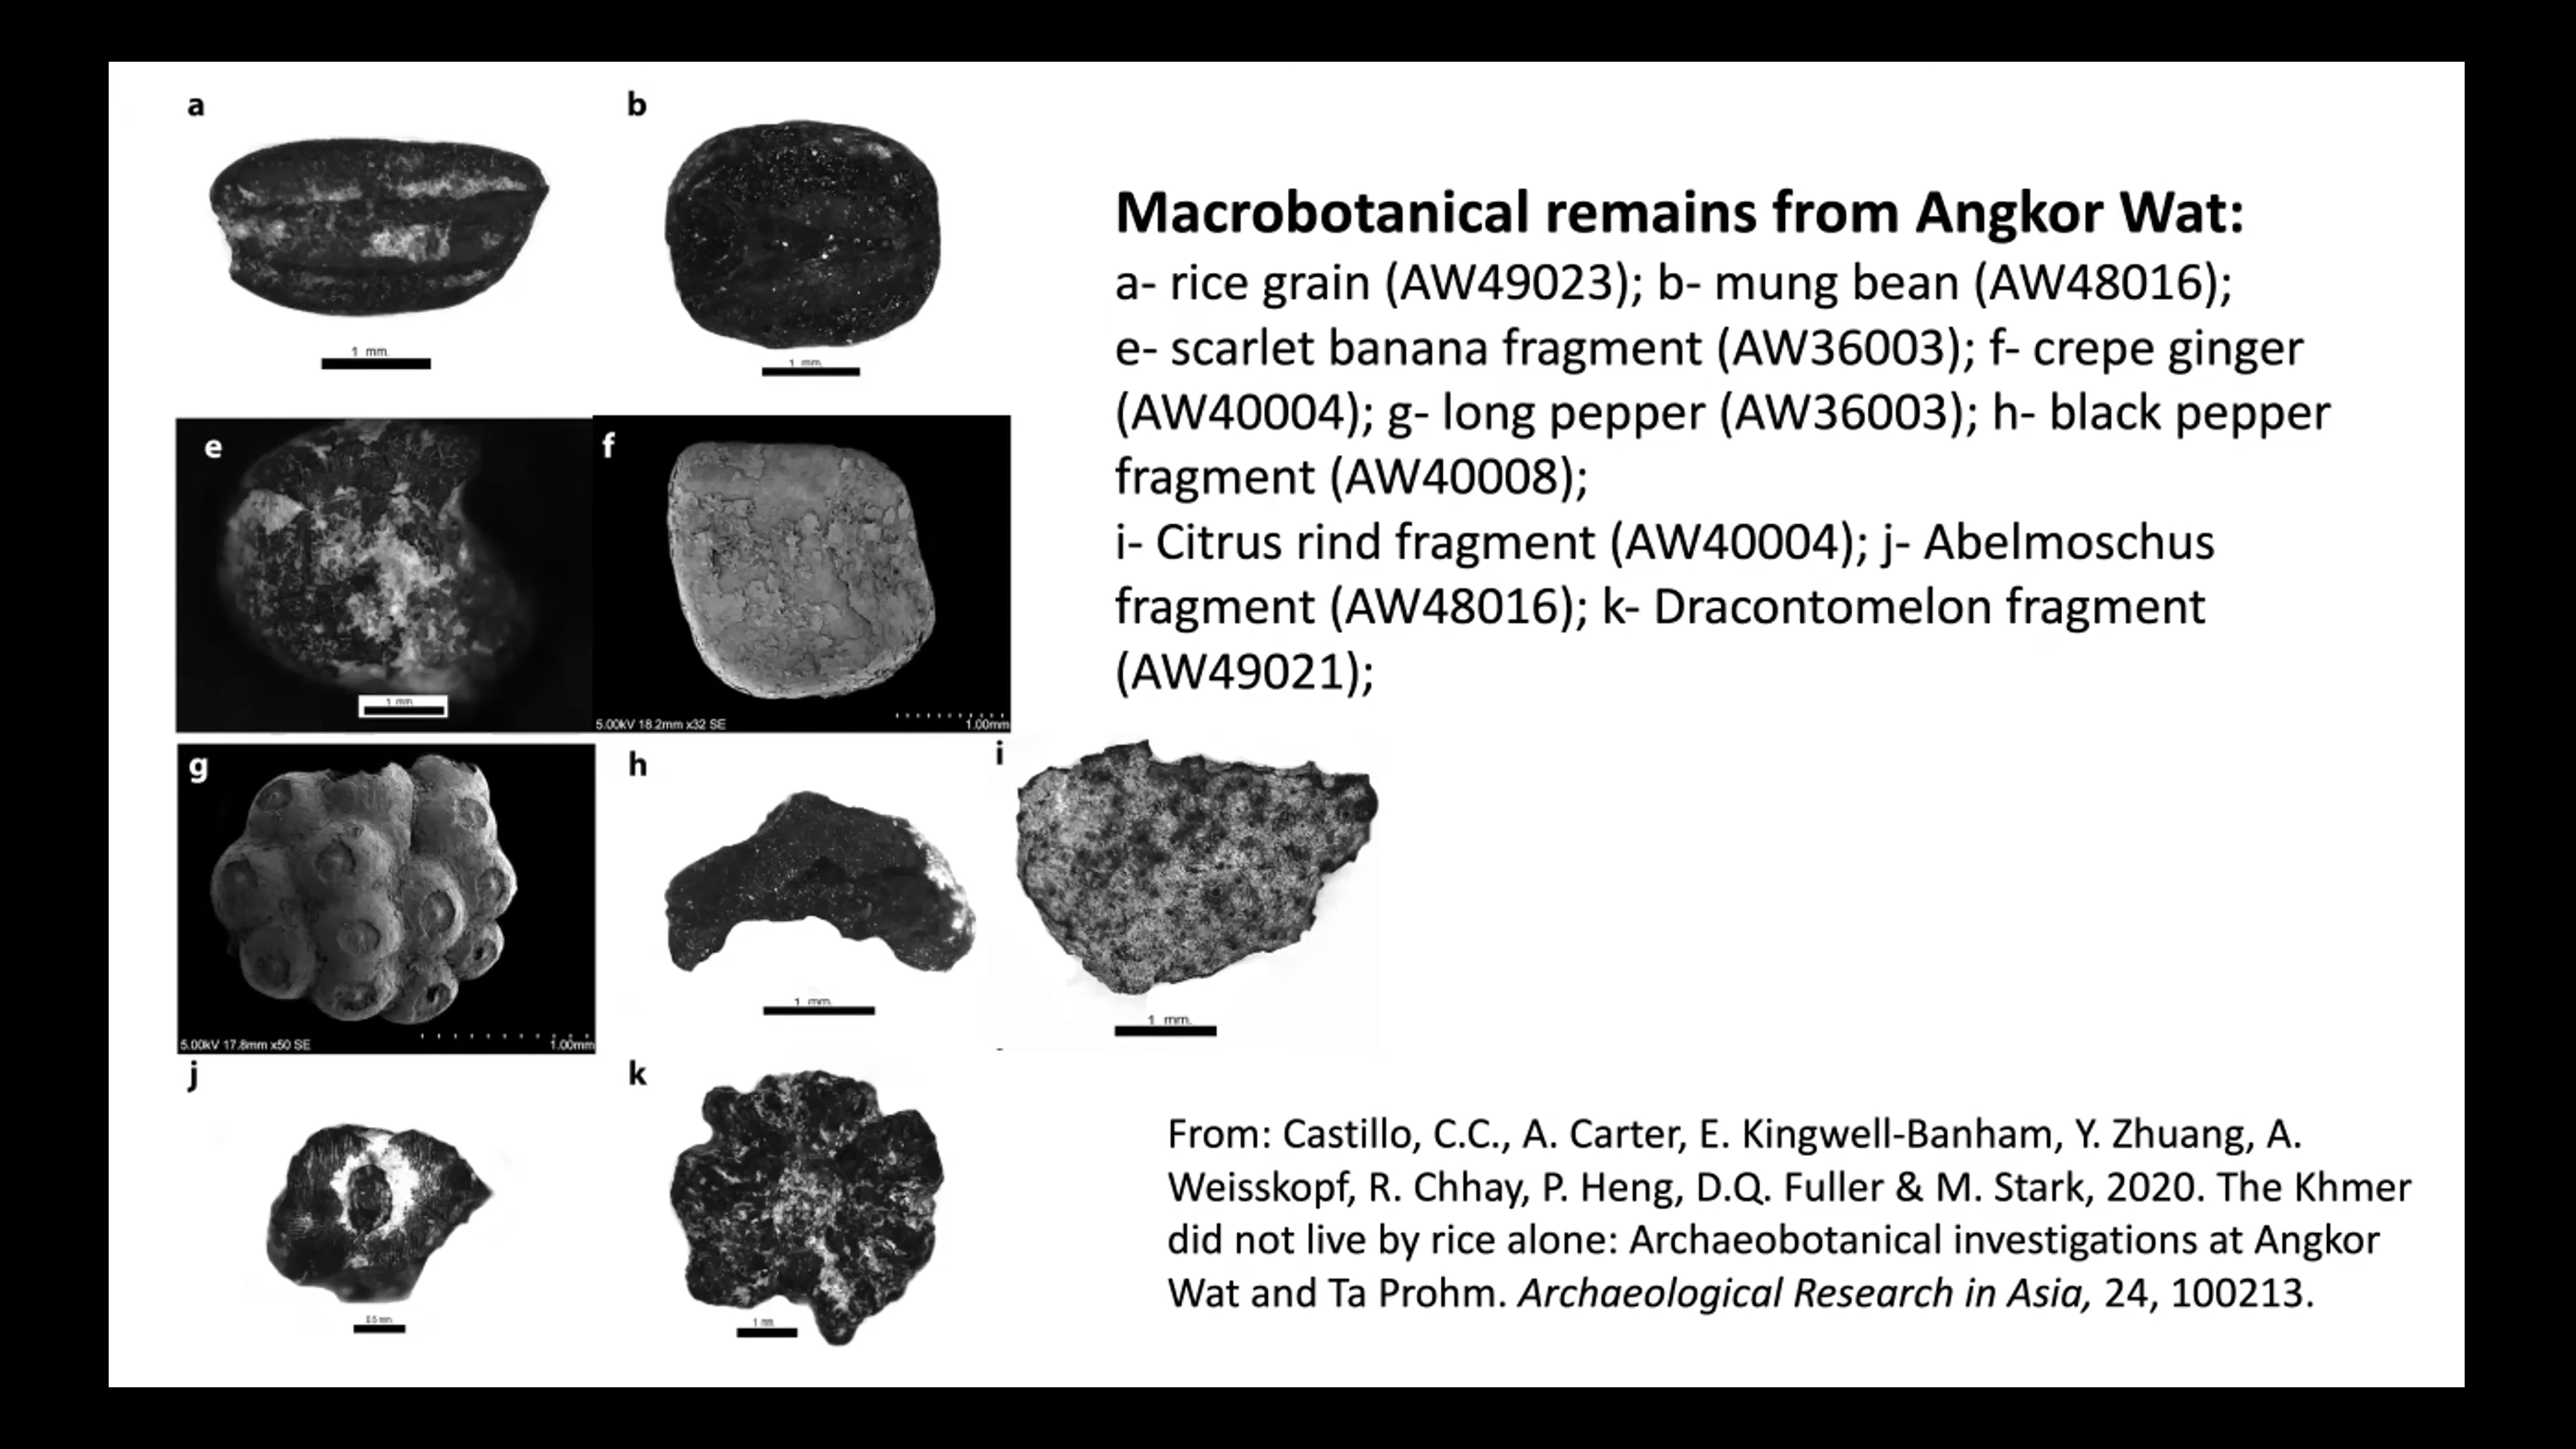 a
b
1 mm.
1 mm.
e
f
1 mm
5.00kV 18.2mm x32 SE
1.00mm
g
h
i
5.00kV 17.8mm x50 SE
1.00mm
1 mm.
1 mm.
j
k
0.5 mm.
1 mm.
Macrobotanical remains from Angkor Wat:
a- rice grain (AW49023); b- mung bean (AW48016);
e- scarlet banana fragment (AW36003); f- crepe ginger
(AW40004); g- long pepper (AW36003); h- black pepper
fragment (AW40008);
i- Citrus rind fragment (AW40004); j- Abelmoschus
fragment (AW48016); k- Dracontomelon fragment
(AW49021);
From: Castillo, C.C., A. Carter, E. Kingwell-Banham, Y. Zhuang, A.
Weisskopf, R. Chhay, P. Heng, D.Q. Fuller & M. Stark, 2020. The Khmer
did not live by rice alone: Archaeobotanical investigations at Angkor
Wat and Ta Prohm. Archaeological Research in Asia, 24, 100213.